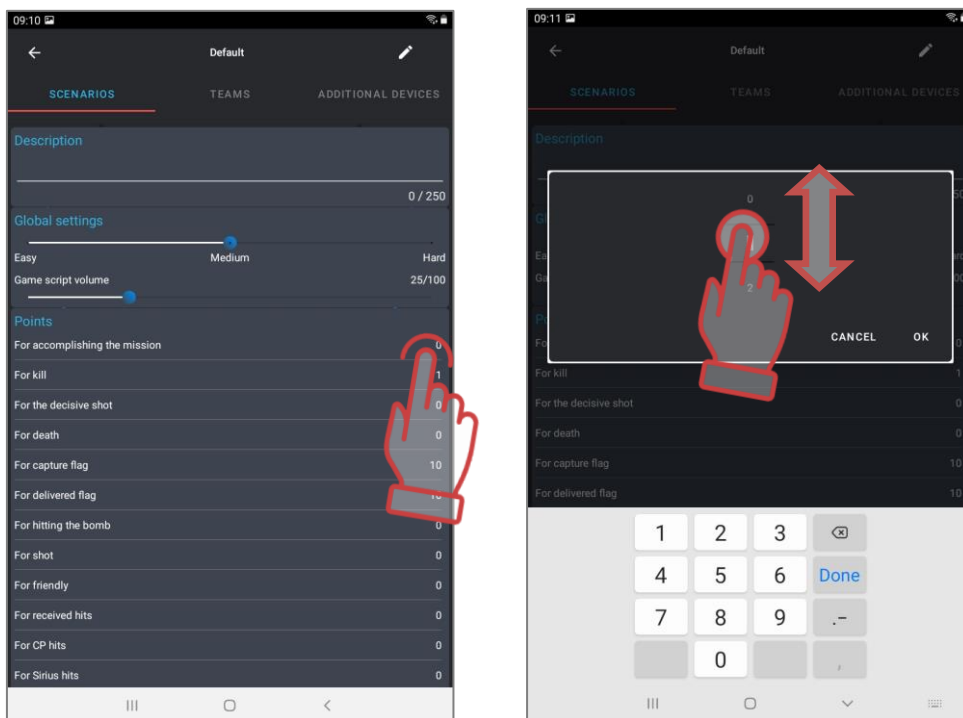 09:10
Default
SCENARIOS TEAMS ADDITIONAL DEVICES
Description
0 / 250
Global settings
Easy Medium Hard
Game script volume 25/100
Points
For accomplishing the mission 0
For kill 1
For the decisive shot 0
For death 0
For capture flag 10
For delivered flag 10
For hitting the bomb 0
For shot 0
For friendly 0
For received hits 0
For CP hits 0
For Sirius hits 0
09:11
Default
SCENARIOS TEAMS ADDITIONAL DEVICES
Description
0
2
CANCEL OK
For kill 1
For the decisive shot 0
For death 0
For capture flag 10
For delivered flag 10
1 2 3
4 5 6 Done
7 8 9 .-
0 ,